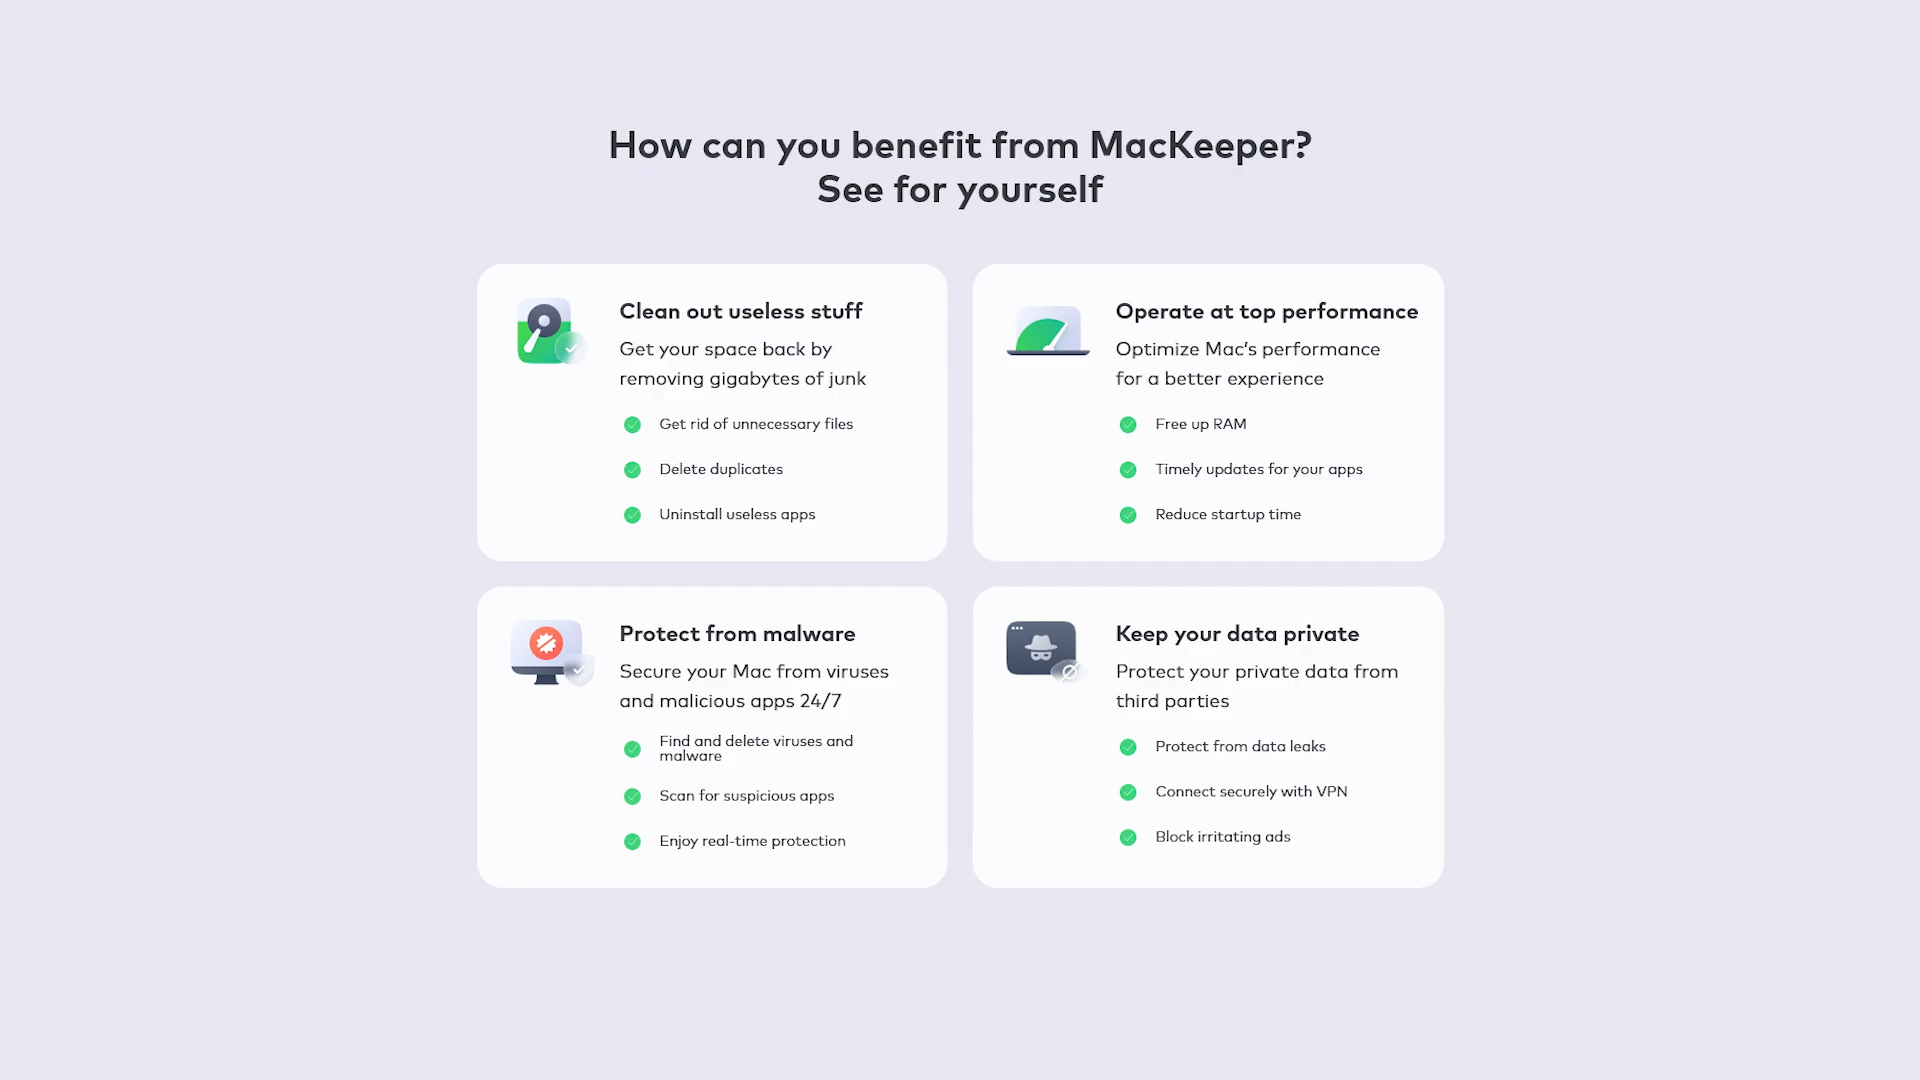 How can you benefit from MacKeeper?
See for yourself
Clean out useless stuff
Get your space back by
removing gigabytes of junk
Get rid of unnecessary files
Delete duplicates
Uninstall useless apps
Operate at top performance
Optimize Mac's performance
for a better experience
Free up RAM
Timely updates for your apps
Reduce startup time
Protect from malware
Secure your Mac from viruses
and malicious apps 24/7
Find and delete viruses and
malware
Scan for suspicious apps
Enjoy real-time protection
Keep your data private
Protect your private data from
third parties
Protect from data leaks
Connect securely with VPN
Block irritating ads